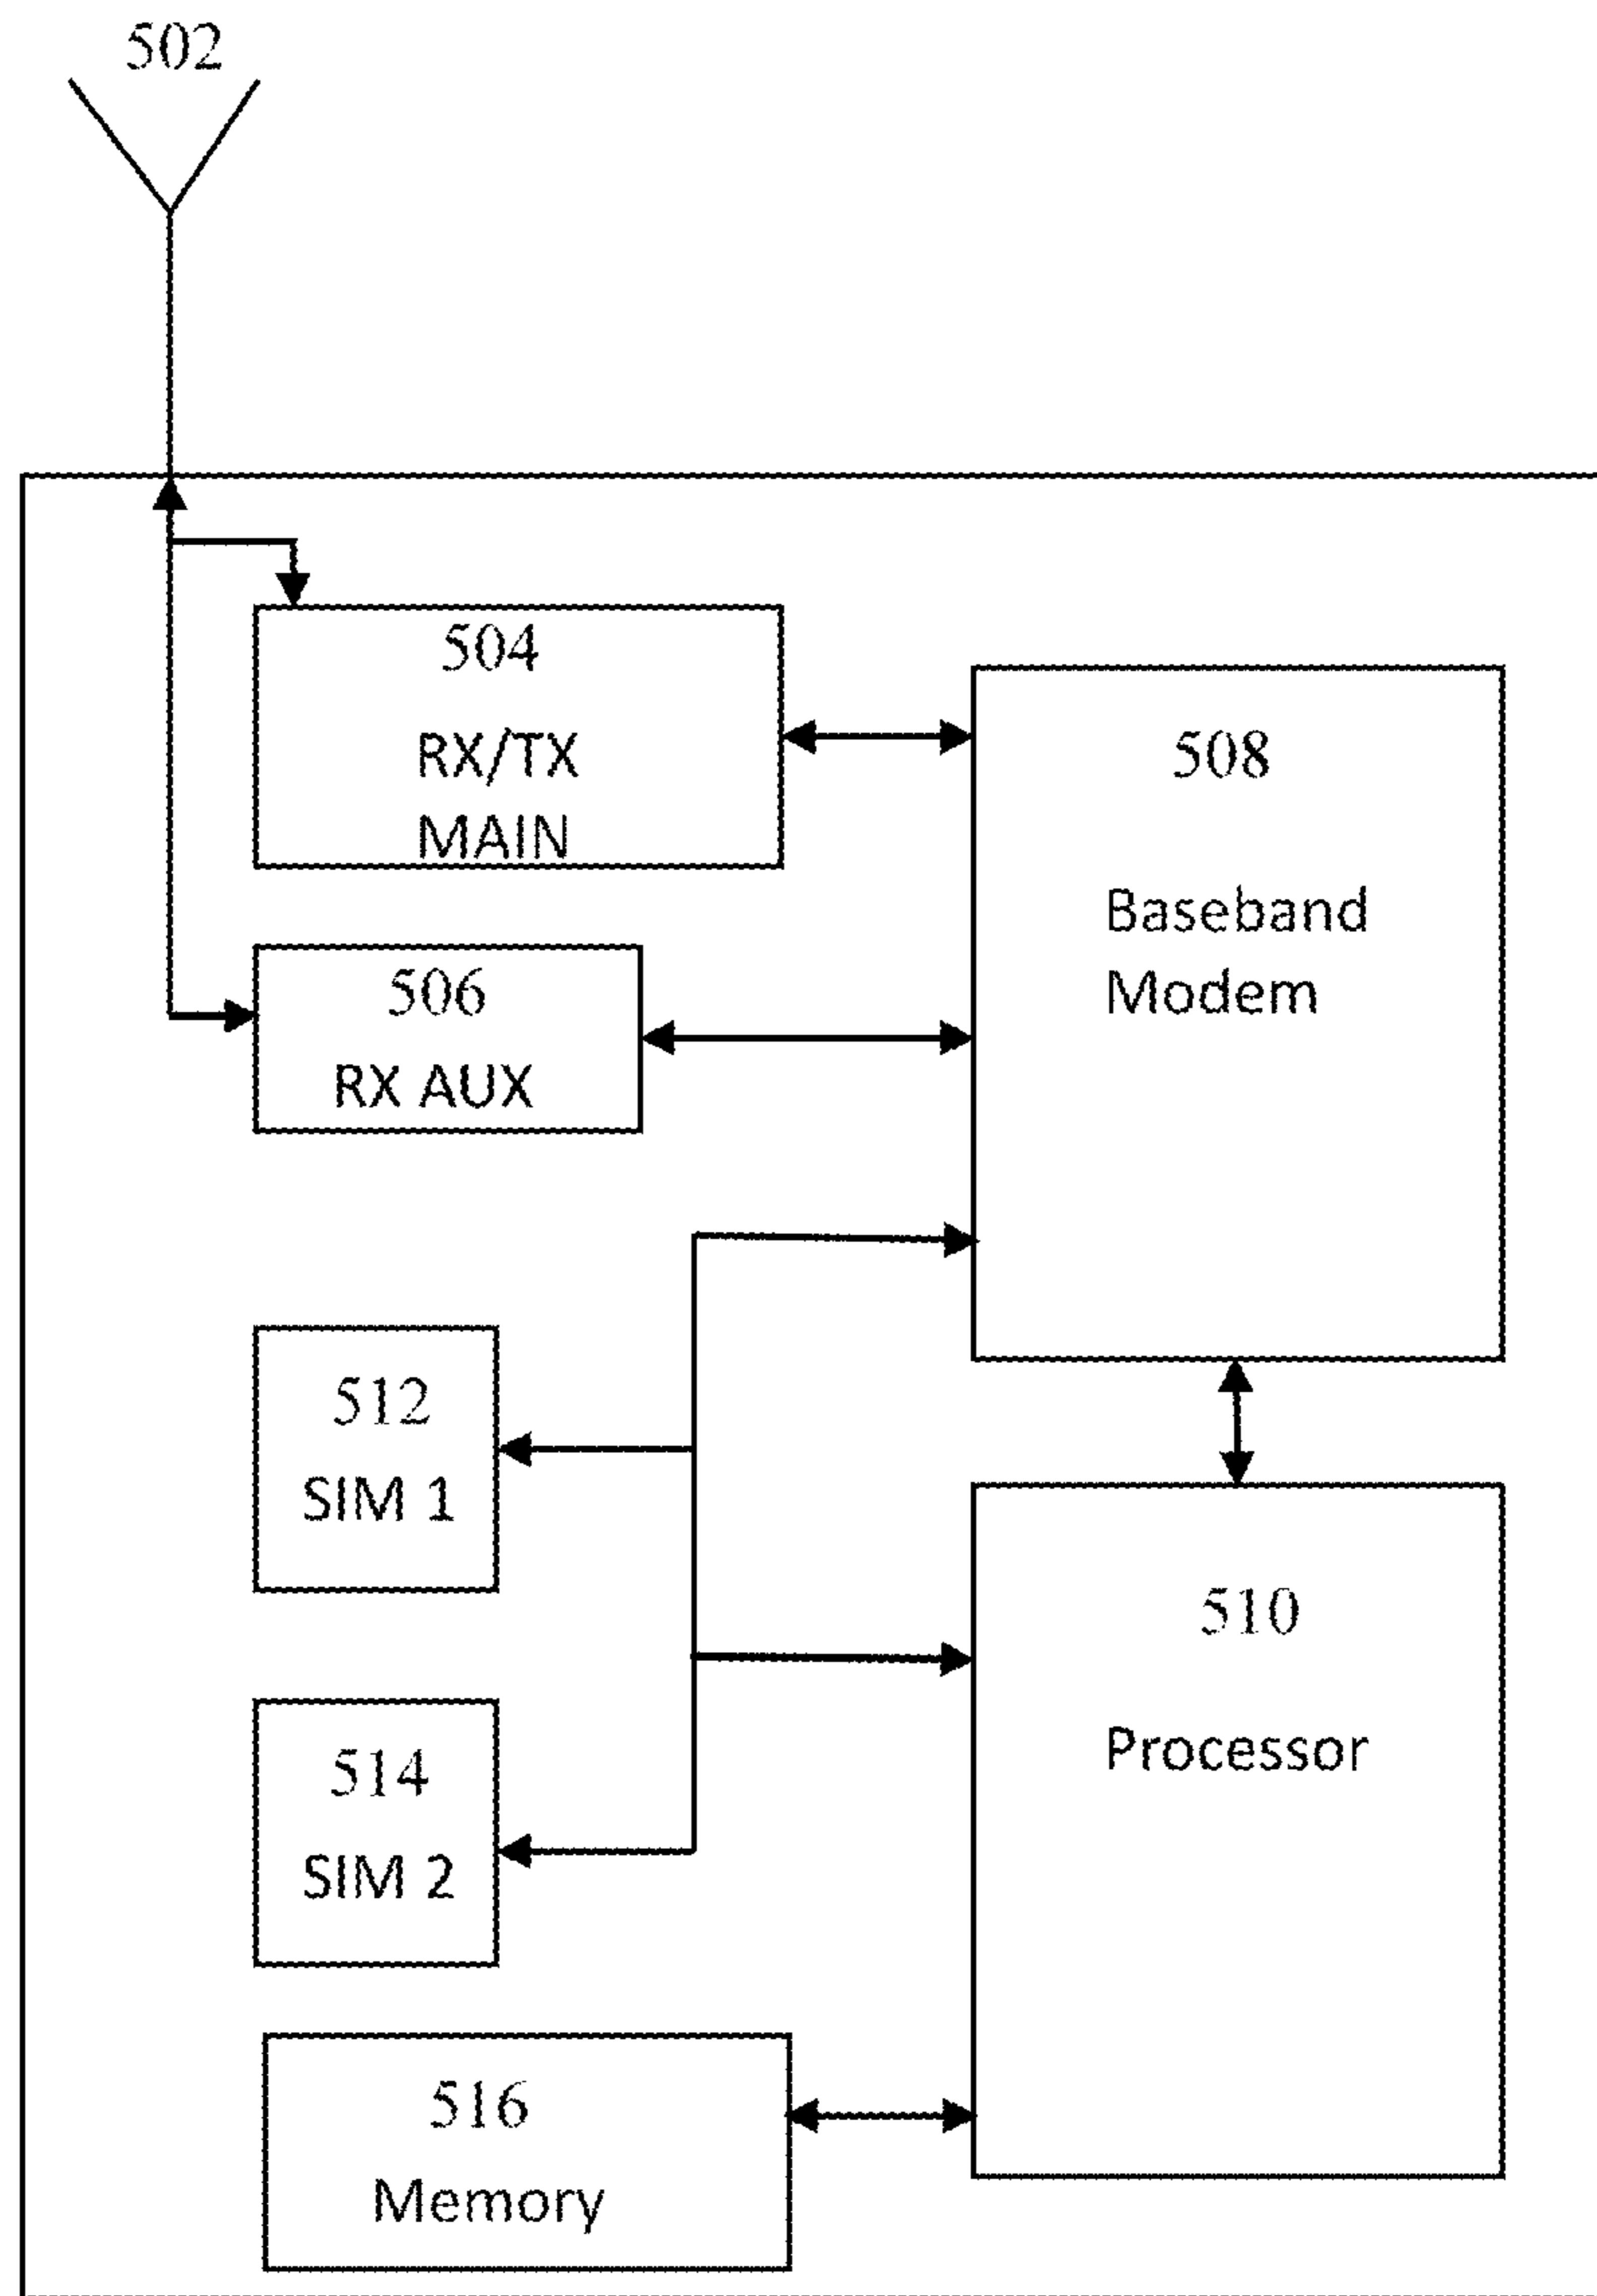 502
504
RX/TX
MAIN
508
Baseband
Modem
506
RX AUX
512
SIM 1
510
Processor
514
SIM 2
516
Memory